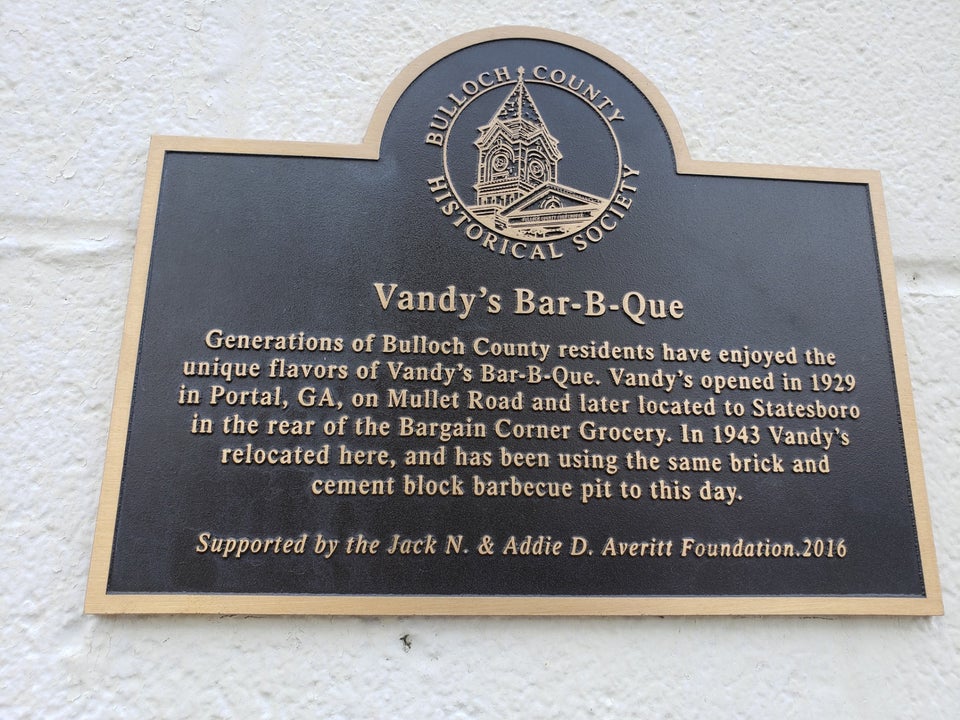 BULLOCH COUNTY
HISTORICAL SOCIETY
Vandy's Bar-B-Que
Generations of Bulloch County residents have enjoyed the
unique flavors of Vandy's Bar-B-Que. Vandy's opened in 1929
in Portal, GA, on Mullet Road and later located to Statesboro
in the rear of the Bargain Corner Grocery. In 1943 Vandy's
relocated here, and has been using the same brick and
cement block barbecue pit to this day.
Supported by the Jack N. & Addie D. Averitt Foundation.2016